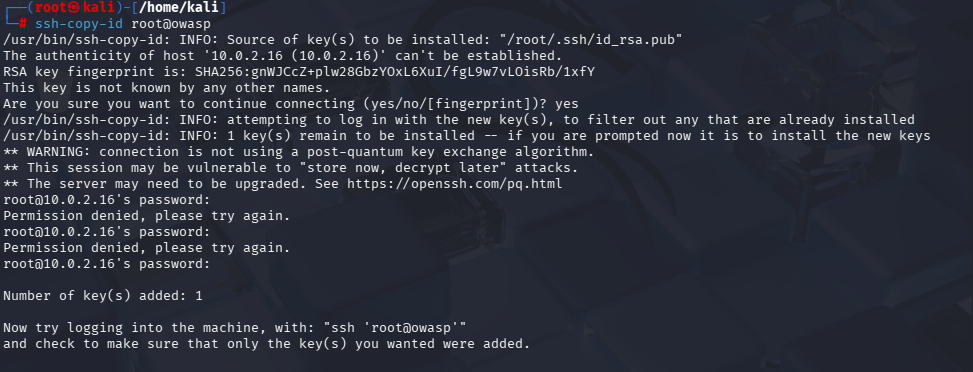 ┌──(root㉿kali)-[/home/kali]
└─# ssh-copy-id root@owasp
/usr/bin/ssh-copy-id: INFO: Source of key(s) to be installed: "/root/.ssh/id_rsa.pub"
The authenticity of host '10.0.2.16 (10.0.2.16)' can't be established.
RSA key fingerprint is: SHA256:gnWJCcZ+plw28GbzYOxL6XuI/fgL9w7vLOisRb/1xfY
This key is not known by any other names.
Are you sure you want to continue connecting (yes/no/[fingerprint])? yes
/usr/bin/ssh-copy-id: INFO: attempting to log in with the new key(s), to filter out any that are already installed
/usr/bin/ssh-copy-id: INFO: 1 key(s) remain to be installed -- if you are prompted now it is to install the new keys
** WARNING: connection is not using a post-quantum key exchange algorithm.
** This session may be vulnerable to "store now, decrypt later" attacks.
** The server may need to be upgraded. See https://openssh.com/pq.html
root@10.0.2.16's password:
Permission denied, please try again.
root@10.0.2.16's password:
Permission denied, please try again.
root@10.0.2.16's password:
Number of key(s) added: 1
Now try logging into the machine, with: "ssh 'root@owasp'"
and check to make sure that only the key(s) you wanted were added.